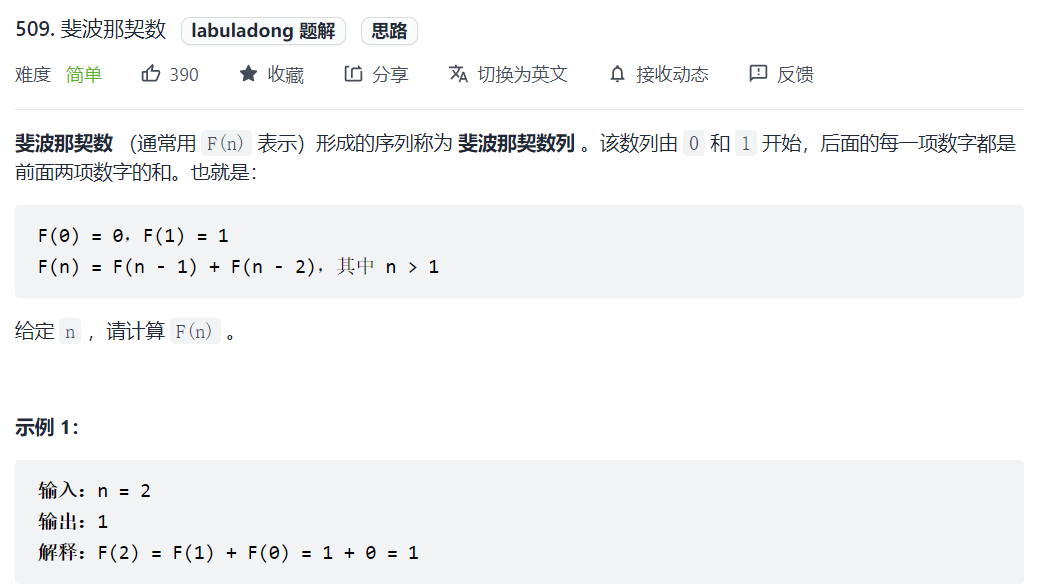 509. 斐波那契数 labuladong 题解 思路
难度 简单 390 收藏 分享 切换为英文 接收动态 反馈
斐波那契数 （通常用 F(n) 表示）形成的序列称为 斐波那契数列 。该数列由 0 和 1 开始，后面的每一项数字都是
前面两项数字的和。也就是：
F(0) = 0，F(1) = 1
F(n) = F(n - 1) + F(n - 2)，其中 n > 1
给定 n ，请计算 F(n) 。
示例 1：
输入：n = 2
输出：1
解释：F(2) = F(1) + F(0) = 1 + 0 = 1